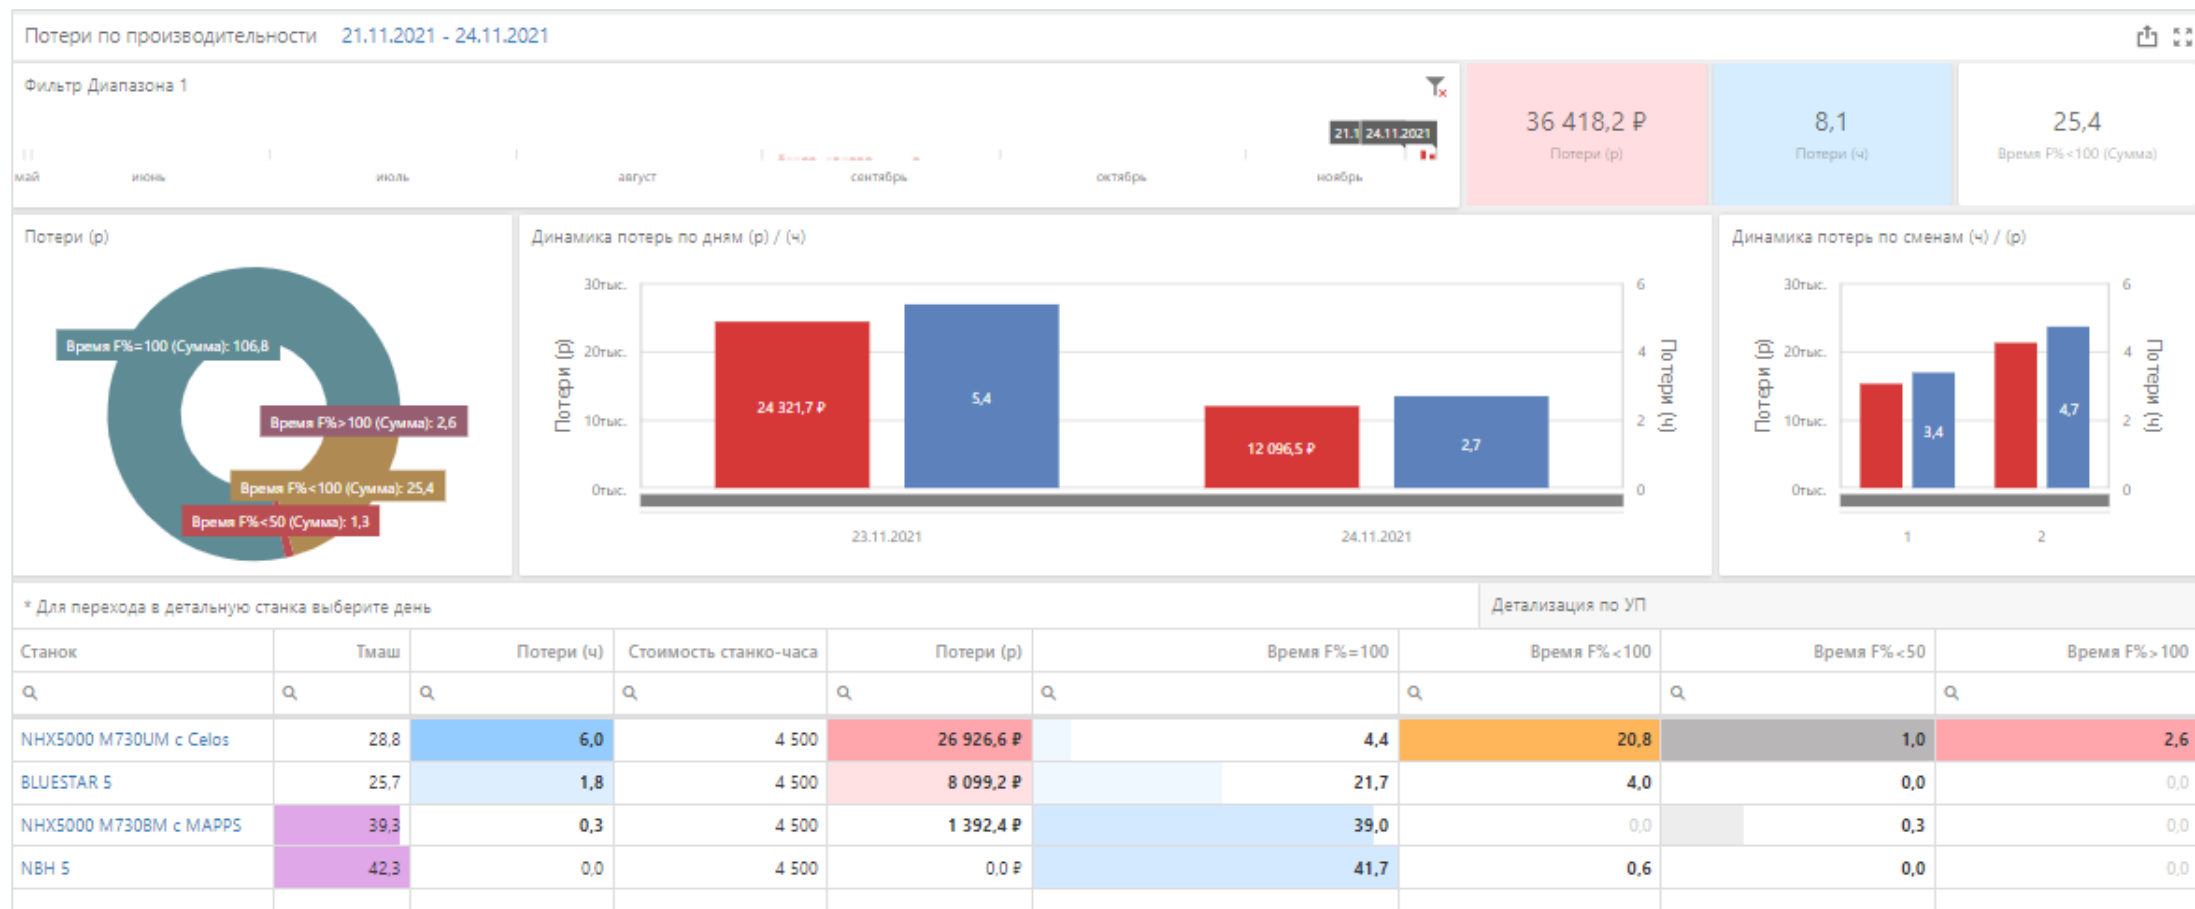 Потери по производительности 21.11.2021 - 24.11.2021
Фильтр Диапазона 1
21.1 24.11.2021
май июнь июль август сентябрь октябрь ноябрь
36 418,2 ₽
Потери (р)
8,1
Потери (ч)
25,4
Время F%<100 (Сумма)
Потери (р)
Время F%=100 (Сумма): 106,8
Время F%>100 (Сумма): 2,6
Время F%<100 (Сумма): 25,4
Время F%<50 (Сумма): 1,3
Динамика потерь по дням (р) / (ч)
Потери (р)
30тыс.
20тыс.
10тыс.
0тыс.
24 321,7 ₽
5,4
12 096,5 ₽
2,7
6
4
2
0
Потери (ч)
23.11.2021 24.11.2021
Динамика потерь по сменам (ч) / (р)
Потери (р)
30тыс.
20тыс.
10тыс.
0тыс.
3,4
4,7
6
4
2
0
Потери (ч)
1 2
* Для перехода в детальную станка выберите день
Детализация по УП
Станок Тмаш Потери (ч) Стоимость станко-часа Потери (р) Время F%=100 Время F%<100 Время F%<50 Время F%>100
NHX5000 M730UM с Celos 28,8 6,0 4 500 26 926,6 ₽ 4,4 20,8 1,0 2,6
BLUESTAR 5 25,7 1,8 4 500 8 099,2 ₽ 21,7 4,0 0,0 0,0
NHX5000 M730BM с MAPPS 39,3 0,3 4 500 1 392,4 ₽ 39,0 0,0 0,3 0,0
NBH 5 42,3 0,0 4 500 0,0 ₽ 41,7 0,6 0,0 0,0